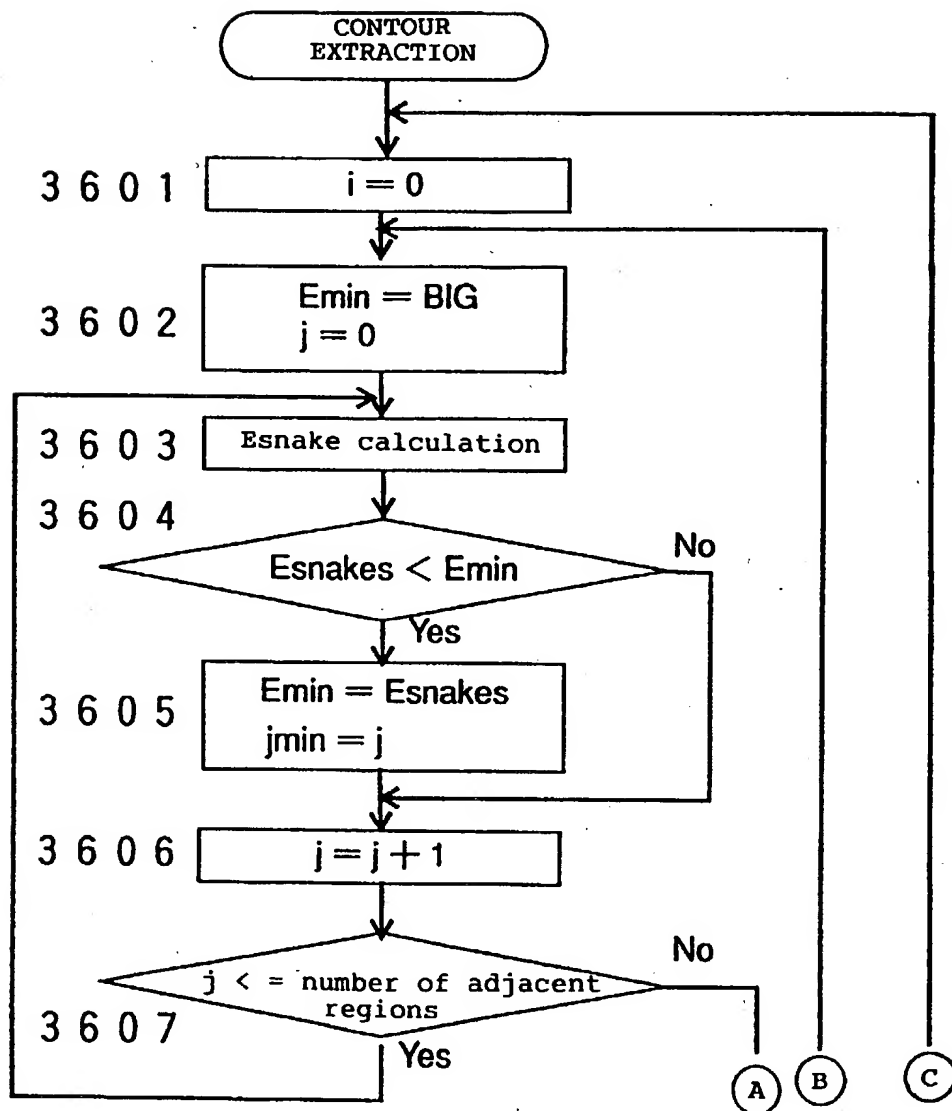 CONTOUR
EXTRACTION
3601
i = 0
3602
Emin = BIG
j = 0
3603
Esnake calculation
3604
Esnakes < Emin
No
Yes
3605
Emin = Esnakes
jmin = j
3606
j = j + 1
No
j < = number of adjacent
regions
3607
Yes
A
B
C